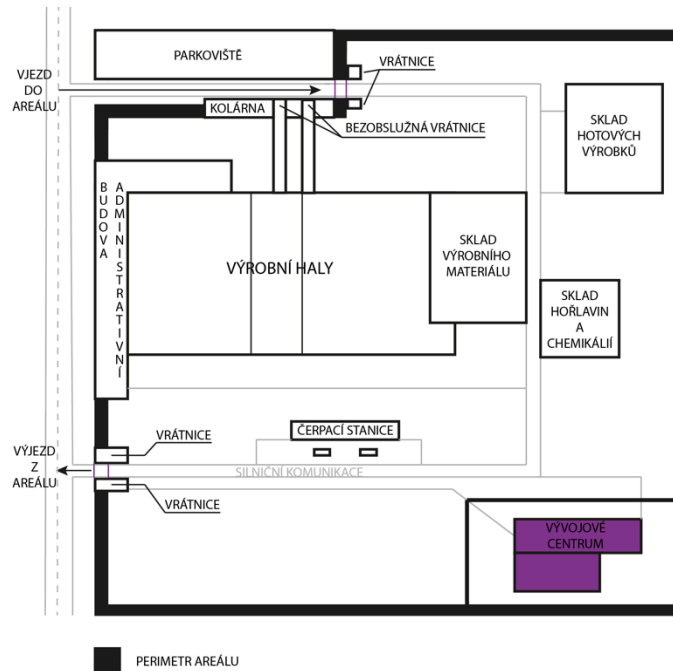 PARKOVIŠTĚ
VRÁTNICE
VJEZD
DO
AREÁLU
KOLÁRNA
BEZOBSLUŽNÁ VRÁTNICE
SKLAD
HOTOVÝCH
VÝROBKŮ
BUDOVA
ADMINISTRATIVNÍ
VÝROBNÍ HALY
SKLAD
VÝROBNÍHO
MATERIÁLU
SKLAD
HOŘLAVIN
A
CHEMIKÁLIÍ
ČERPACÍ STANICE
VRÁTNICE
VÝJEZD
Z
AREÁLU
SILNIČNÍ KOMUNIKACE
VRÁTNICE
VÝVOJOVÉ
CENTRUM
PERIMETR AREÁLU